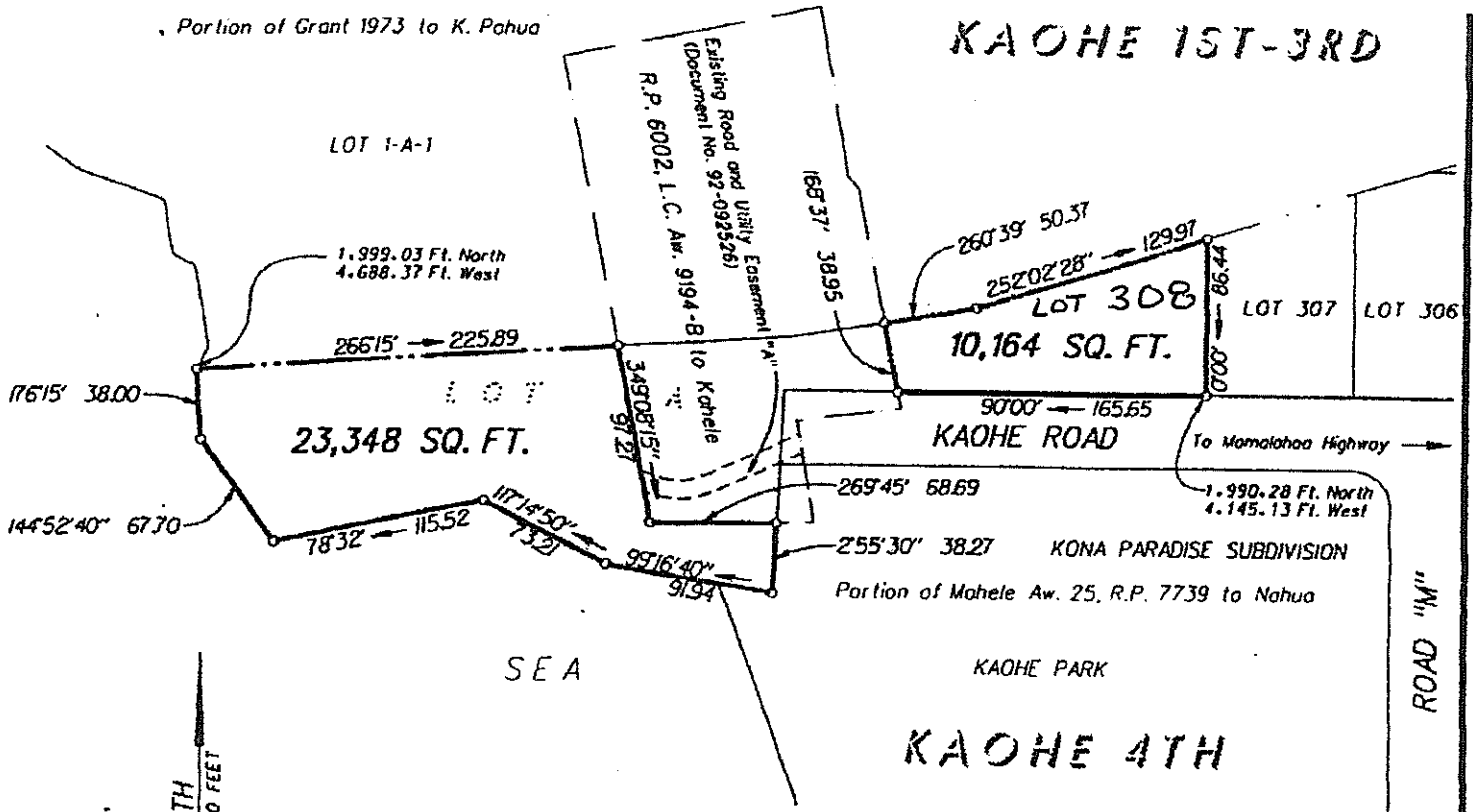 Portion of Grant 1973 to K. Pahua
KAOHE 1ST-3RD
LOT 1-A-1
Existing Road and Utility Easement "A"
(Document No. 92-092526)
R.P. 6002, L.C. Aw. 9194-B to Kahele
1,999.03 Ft. North
4,688.37 Ft. West
168°37' 38.95
260°39' 50.37
252°02'28" 129.97
LOT 308
10,164 SQ. FT.
86.44
0°00'
LOT 307
LOT 306
266°15' 225.89
176°15' 38.00
LOT
23,348 SQ. FT.
349°08'15"
97.27
90°00' 165.65
KAOHE ROAD
To Mamalahoa Highway
144°52'40" 67.70
78°32' 115.52
117°14'50"
73.21
99°16'40"
91.94
269°45' 68.69
1,990.28 Ft. North
4,145.13 Ft. West
2°55'30" 38.27
KONA PARADISE SUBDIVISION
Portion of Mahele Aw. 25, R.P. 7739 to Nahua
SEA
KAOHE PARK
KAOHE 4TH
ROAD "M"
TH
FEET